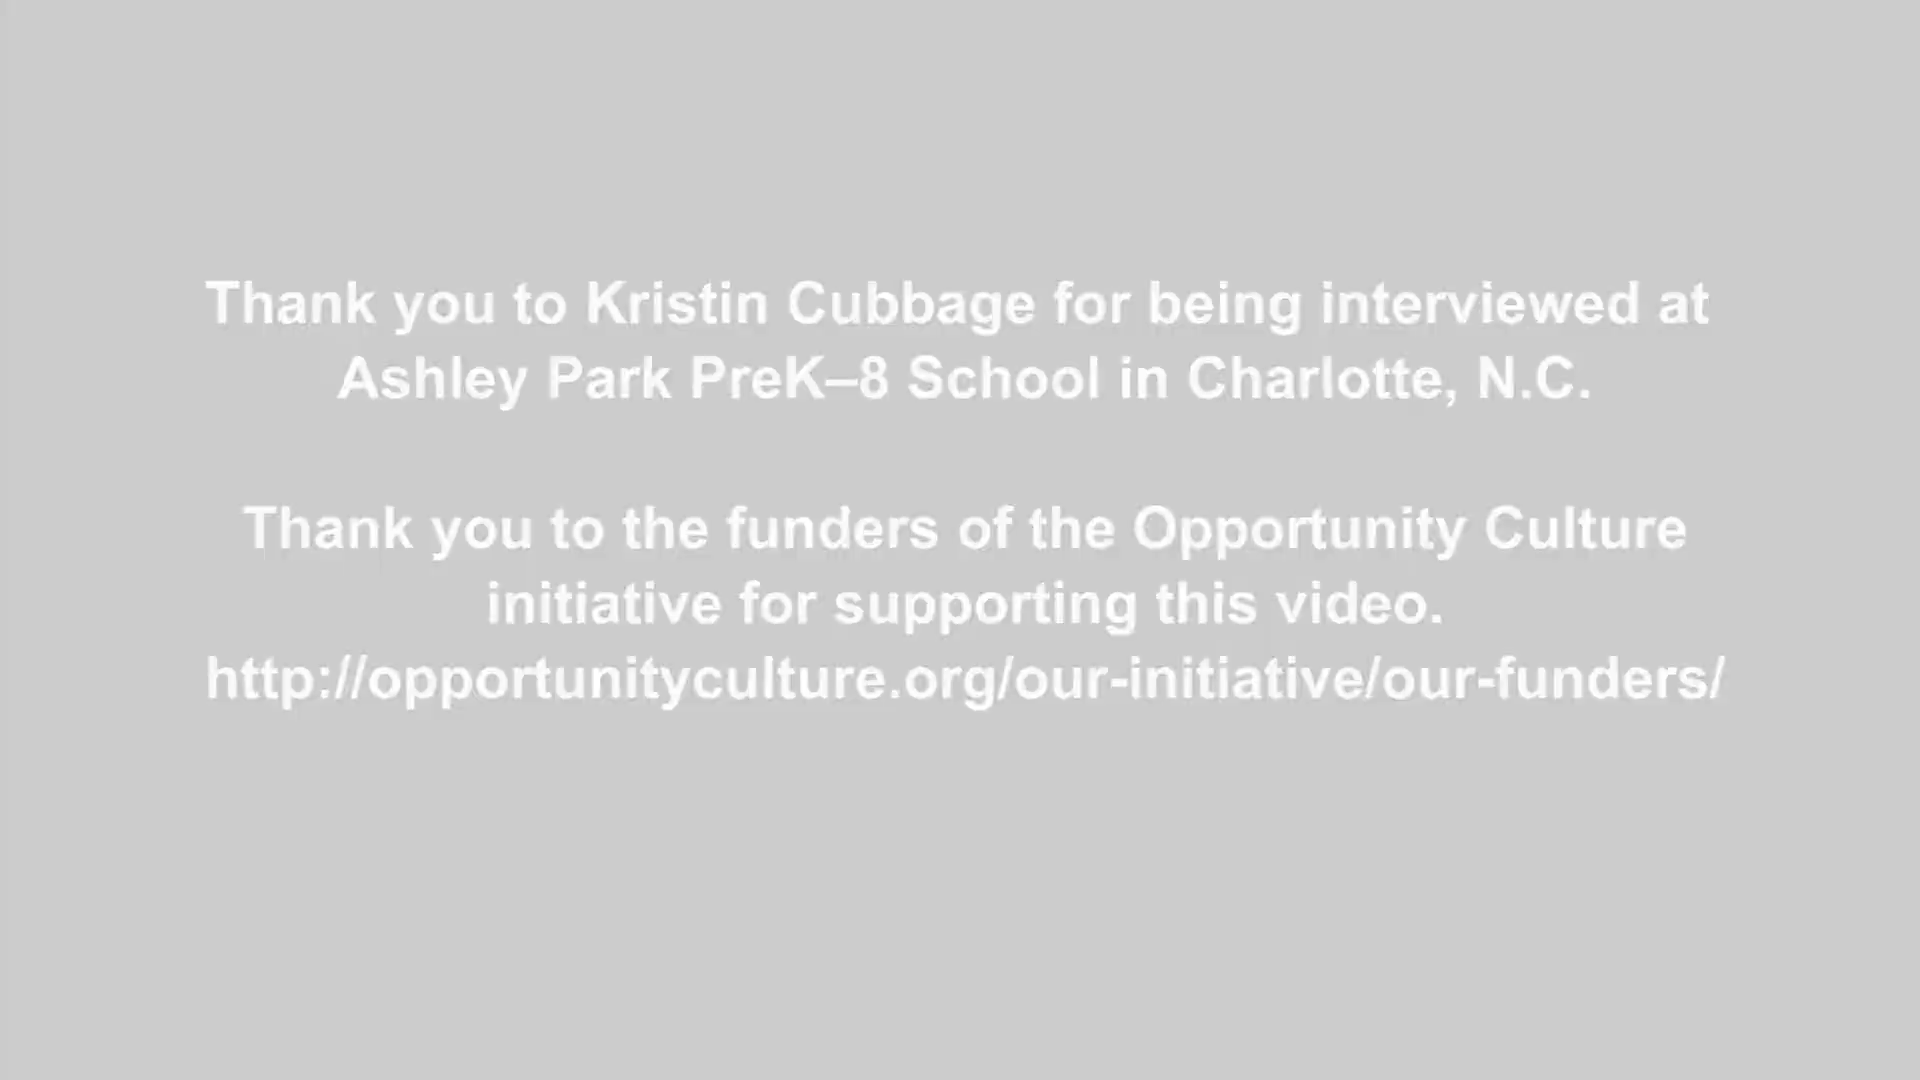 Thank you to Kristin Cubbage for being interviewed at
Ashley Park PreK–8 School in Charlotte, N.C.
Thank you to the funders of the Opportunity Culture
initiative for supporting this video.
http://opportunityculture.org/our-initiative/our-funders/